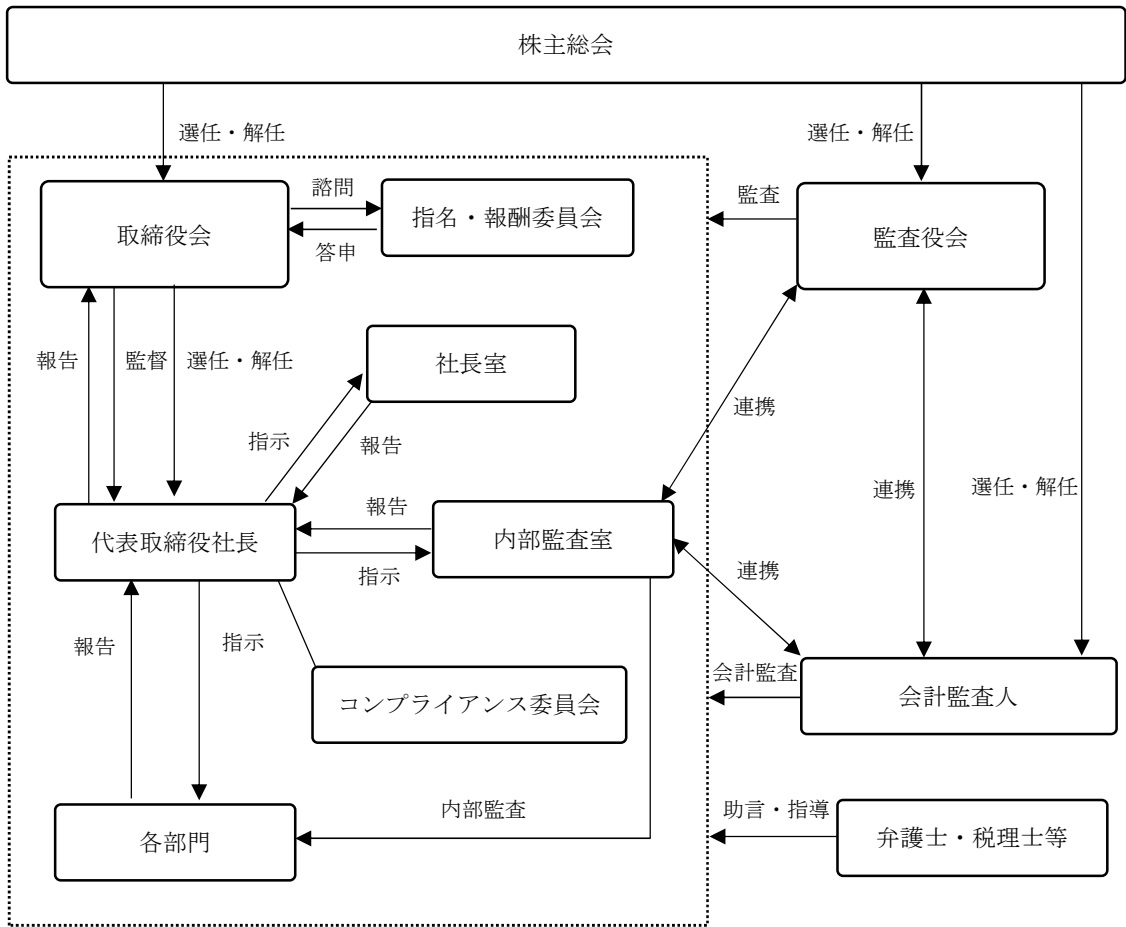 株主総会
選任・解任
選任・解任
諮問
監査
取締役会
指名・報酬委員会
監査役会
答申
社長室
報告
監督
選任・解任
連携
指示
報告
連携
選任・解任
報告
代表取締役社長
内部監査室
指示
連携
報告
指示
会計監査
コンプライアンス委員会
会計監査人
内部監査
助言・指導
各部門
弁護士・税理士等